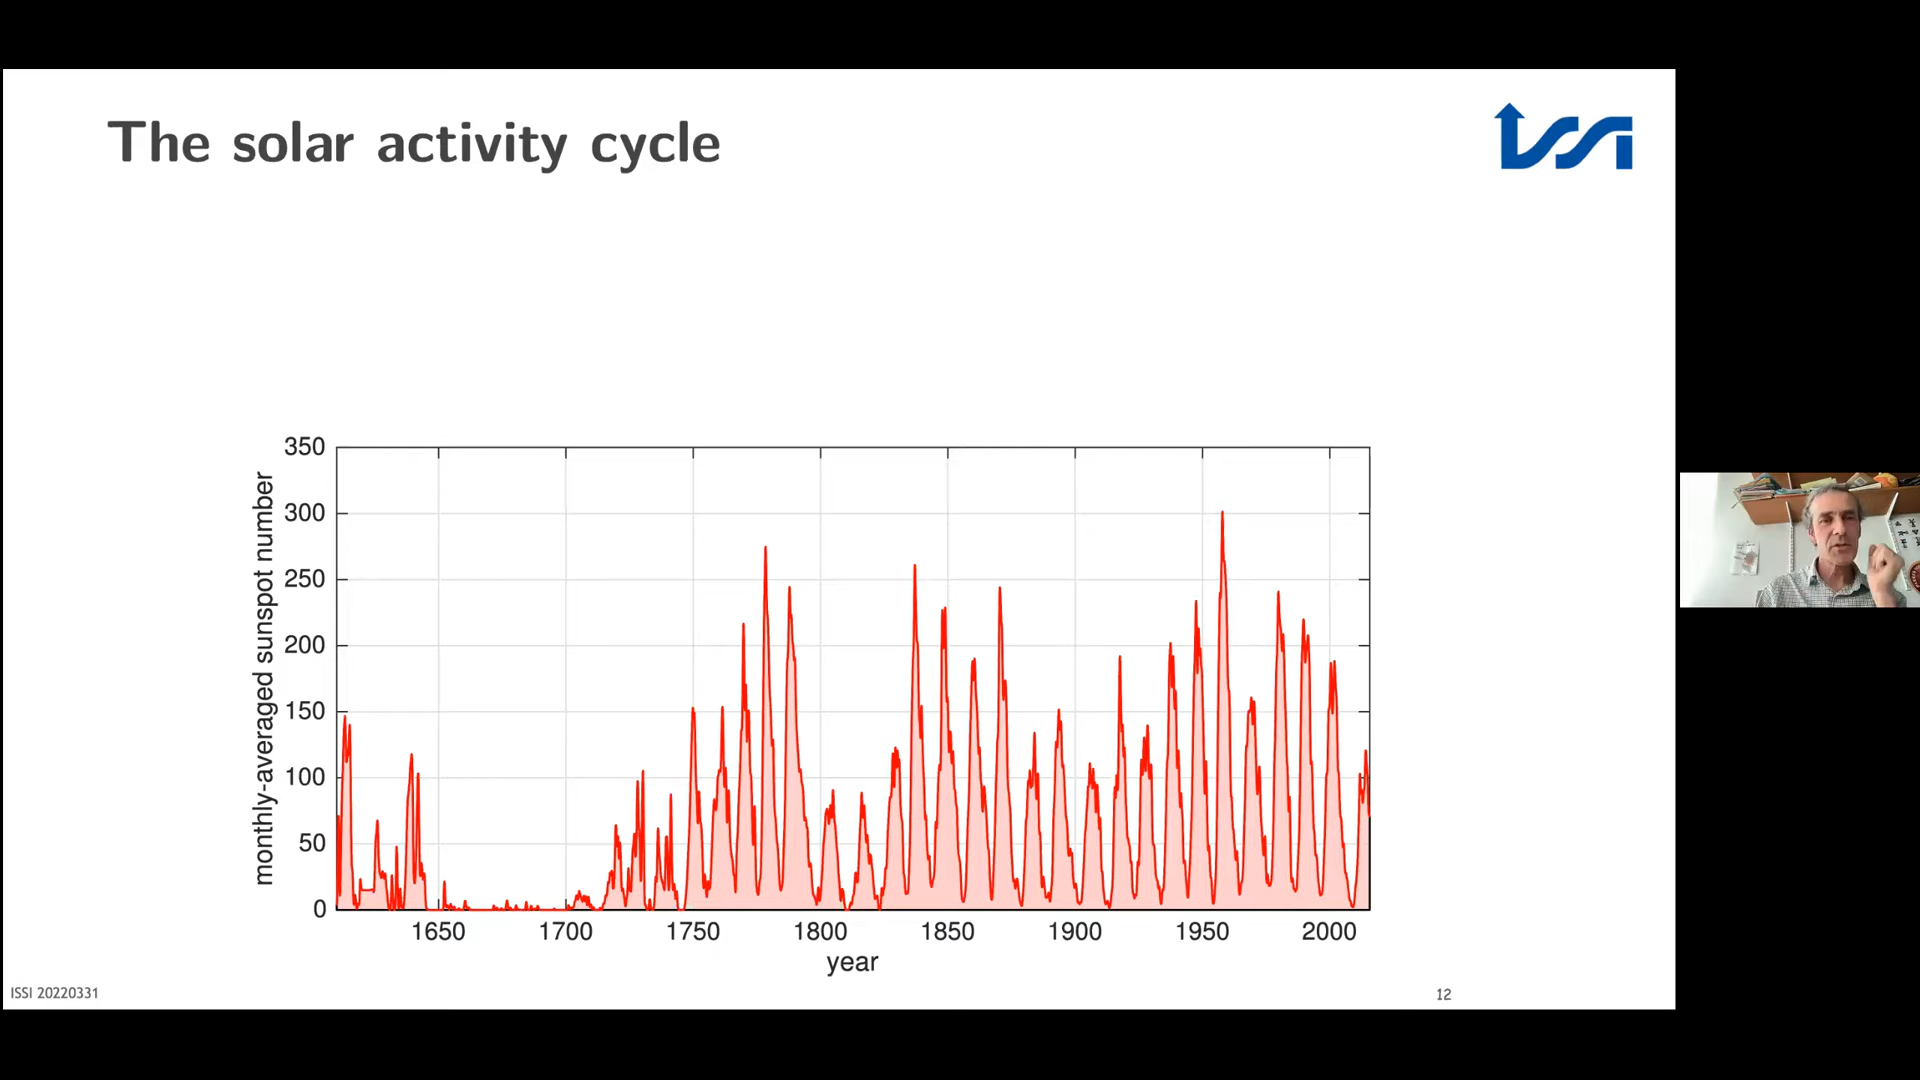 The solar activity cycle
ISSI
350
300
250
200
150
100
50
0
monthly-averaged sunspot number
1650 1700 1750 1800 1850 1900 1950 2000
year
ISSI 20220331
12